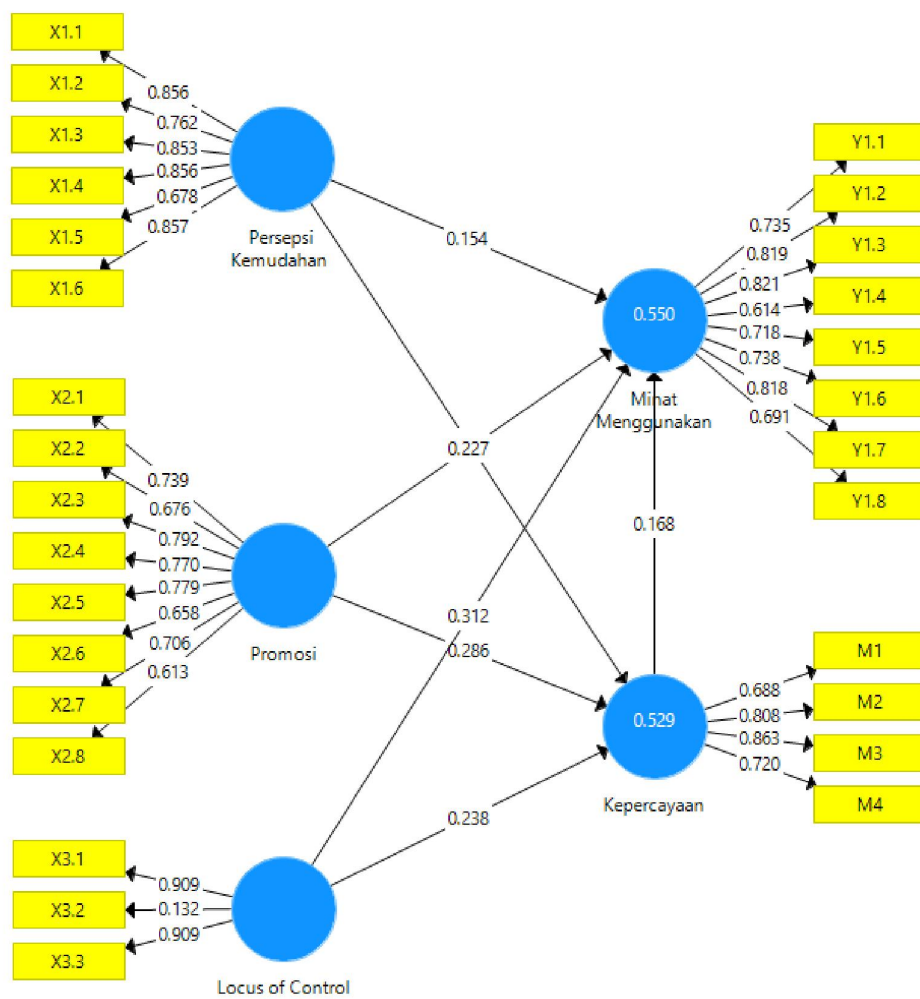 X1.1
X1.2
X1.3
X1.4
X1.5
X1.6
0.856
0.762
0.853
0.856
0.678
0.857
Persepsi
Kemudahan
X2.1
X2.2
X2.3
X2.4
X2.5
X2.6
X2.7
X2.8
0.739
0.676
0.792
0.770
0.779
0.658
0.706
0.613
Promosi
X3.1
X3.2
X3.3
0.909
0.132
0.909
Locus of Control
0.154
0.227
0.312
0.286
0.238
0.168
0.550
Minat
Menggunakan
0.735
0.819
0.821
0.614
0.718
0.738
0.818
0.691
Y1.1
Y1.2
Y1.3
Y1.4
Y1.5
Y1.6
Y1.7
Y1.8
0.529
Kepercayaan
0.688
0.808
0.863
0.720
M1
M2
M3
M4